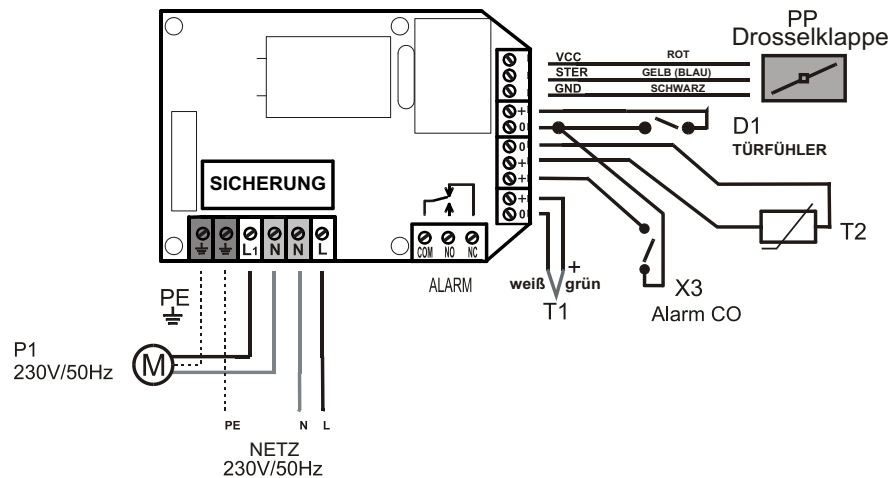 PP
Drosselklappe
VCC ROT
STER GELB (BLAU)
GND SCHWARZ
+
0
D1
TÜRFÜHLER
0
+
+
+
0
T2
SICHERUNG
L1 N N L
COM NO NC
ALARM
weiß + grün
T1
X3
Alarm CO
PE
P1
230V/50Hz
M
PE N L
NETZ
230V/50Hz